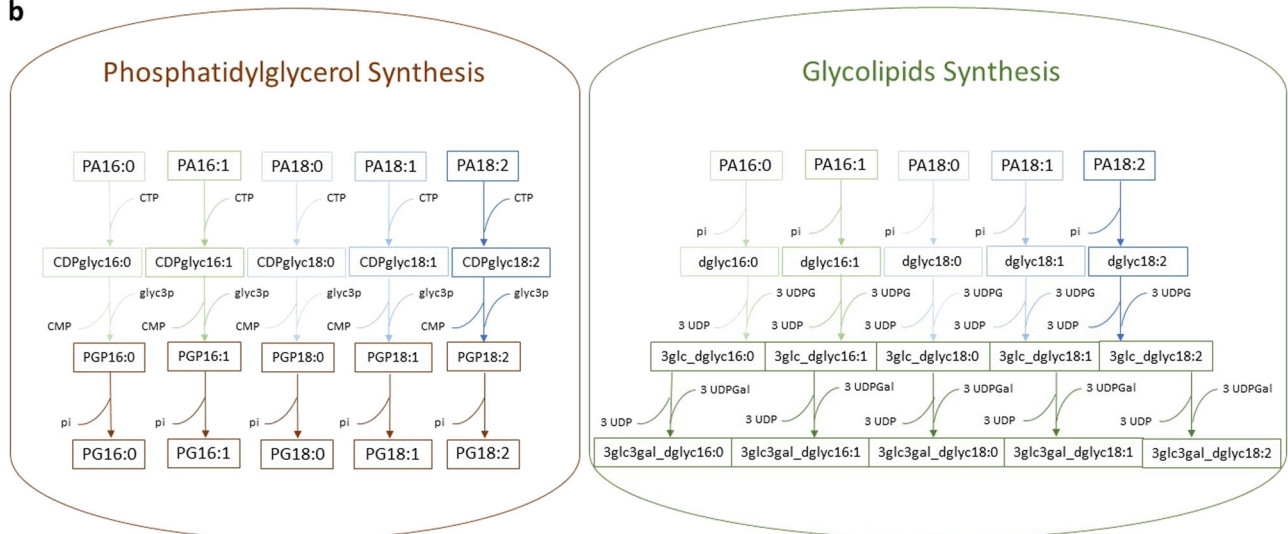 b
Phosphatidylglycerol Synthesis
PA16:0 PA16:1 PA18:0 PA18:1 PA18:2
CTP CTP CTP CTP CTP
CDPglyc16:0 CDPglyc16:1 CDPglyc18:0 CDPglyc18:1 CDPglyc18:2
glyc3p glyc3p glyc3p glyc3p glyc3p
CMP CMP CMP CMP CMP
PGP16:0 PGP16:1 PGP18:0 PGP18:1 PGP18:2
pi pi pi pi pi
PG16:0 PG16:1 PG18:0 PG18:1 PG18:2
Glycolipids Synthesis
PA16:0 PA16:1 PA18:0 PA18:1 PA18:2
pi pi pi pi pi
dglyc16:0 dglyc16:1 dglyc18:0 dglyc18:1 dglyc18:2
3 UDPG 3 UDPG 3 UDPG 3 UDPG 3 UDPG
3 UDP 3 UDP 3 UDP 3 UDP 3 UDP
3glc_dglyc16:0 3glc_dglyc16:1 3glc_dglyc18:0 3glc_dglyc18:1 3glc_dglyc18:2
3 UDPGal 3 UDPGal 3 UDPGal 3 UDPGal 3 UDPGal
3 UDP 3 UDP 3 UDP 3 UDP 3 UDP
3glc3gal_dglyc16:0 3glc3gal_dglyc16:1 3glc3gal_dglyc18:0 3glc3gal_dglyc18:1 3glc3gal_dglyc18:2